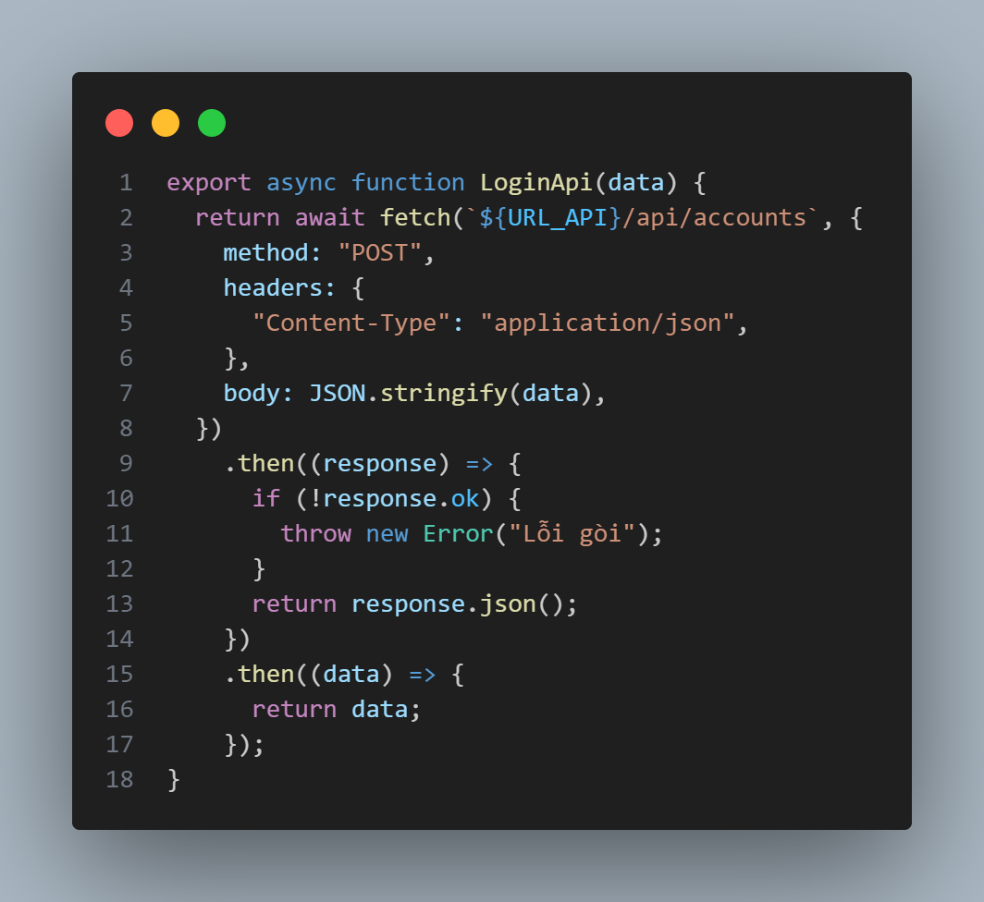 1 export async function LoginApi(data) {
2   return await fetch(`${URL_API}/api/accounts`, {
3     method: "POST",
4     headers: {
5       "Content-Type": "application/json",
6     },
7     body: JSON.stringify(data),
8   })
9     .then((response) => {
10       if (!response.ok) {
11         throw new Error("Lỗi gòi");
12       }
13       return response.json();
14     })
15     .then((data) => {
16       return data;
17     });
18 }